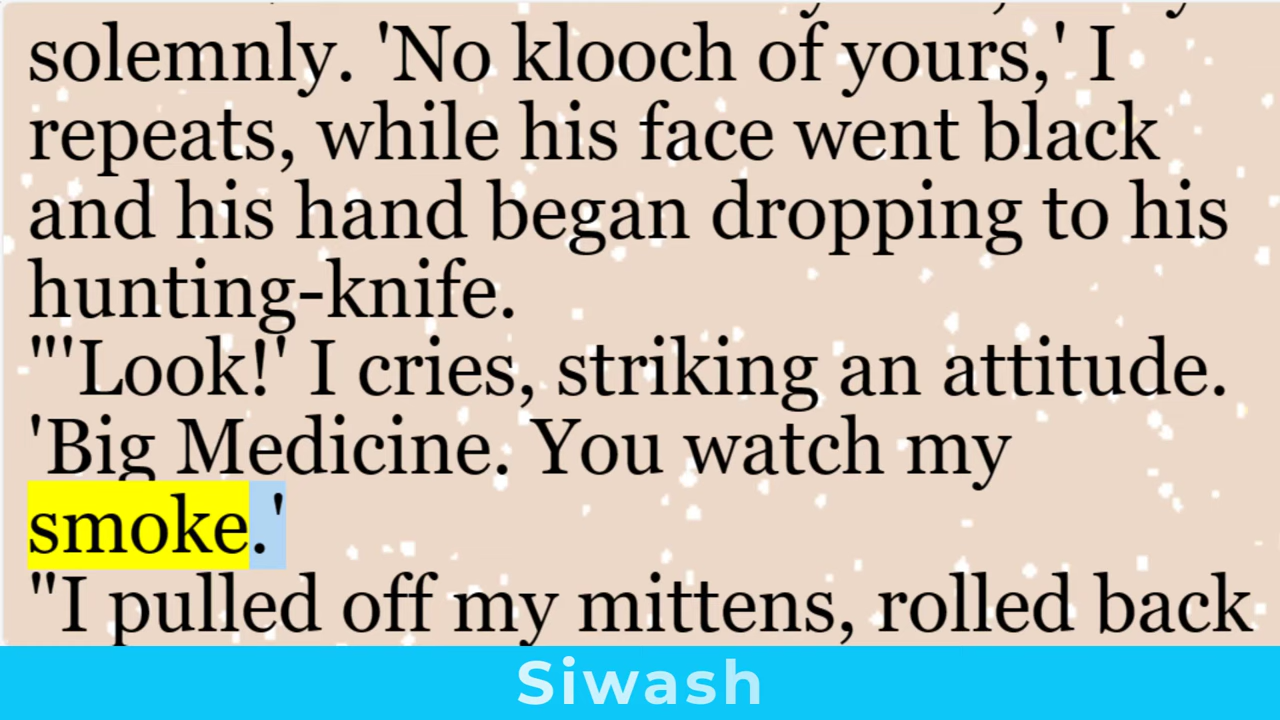 solemnly. 'No klooch of yours,' I
repeats, while his face went black
and his hand began dropping to his
hunting-knife.
"'Look!' I cries, striking an attitude.
'Big Medicine. You watch my
smoke.'
"I pulled off my mittens, rolled back
Siwash